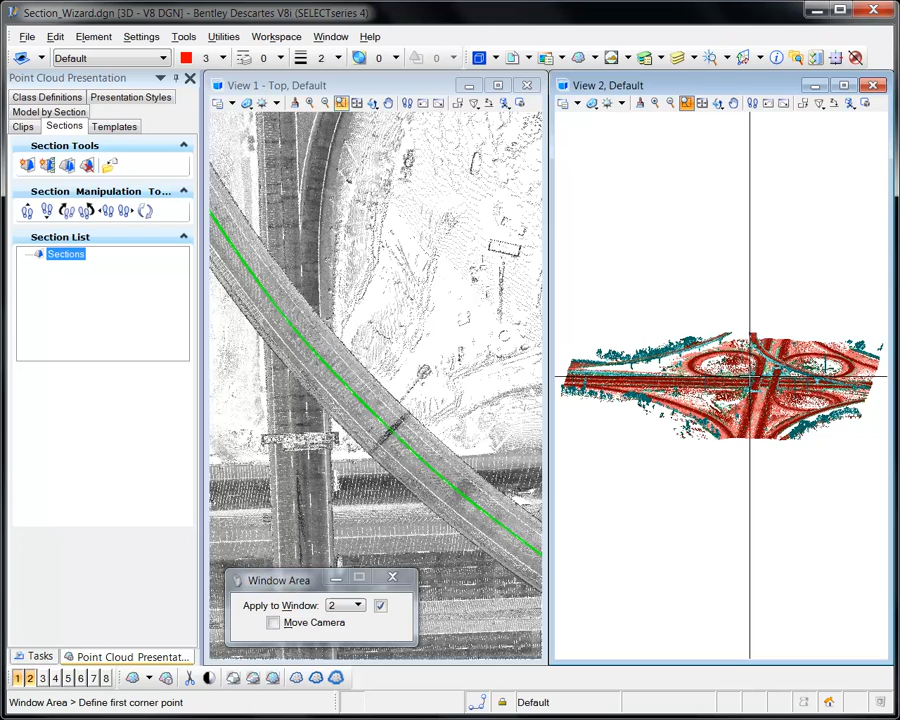 Section_Wizard.dgn [3D - V8 DGN] - Bentley Descartes V8i (SELECTseries 4)
File Edit Element Settings Tools Utilities Workspace Window Help
Default 3 0 2 0 0
Point Cloud Presentation
Class Definitions Presentation Styles
Model by Section
Clips Sections Templates
Section Tools
Section Manipulation To...
Section List
Sections
View 1 - Top, Default
View 2, Default
Window Area
Apply to Window: 2
Move Camera
Tasks Point Cloud Presentat...
1 2 3 4 5 6 7 8
Window Area > Define first corner point
Default